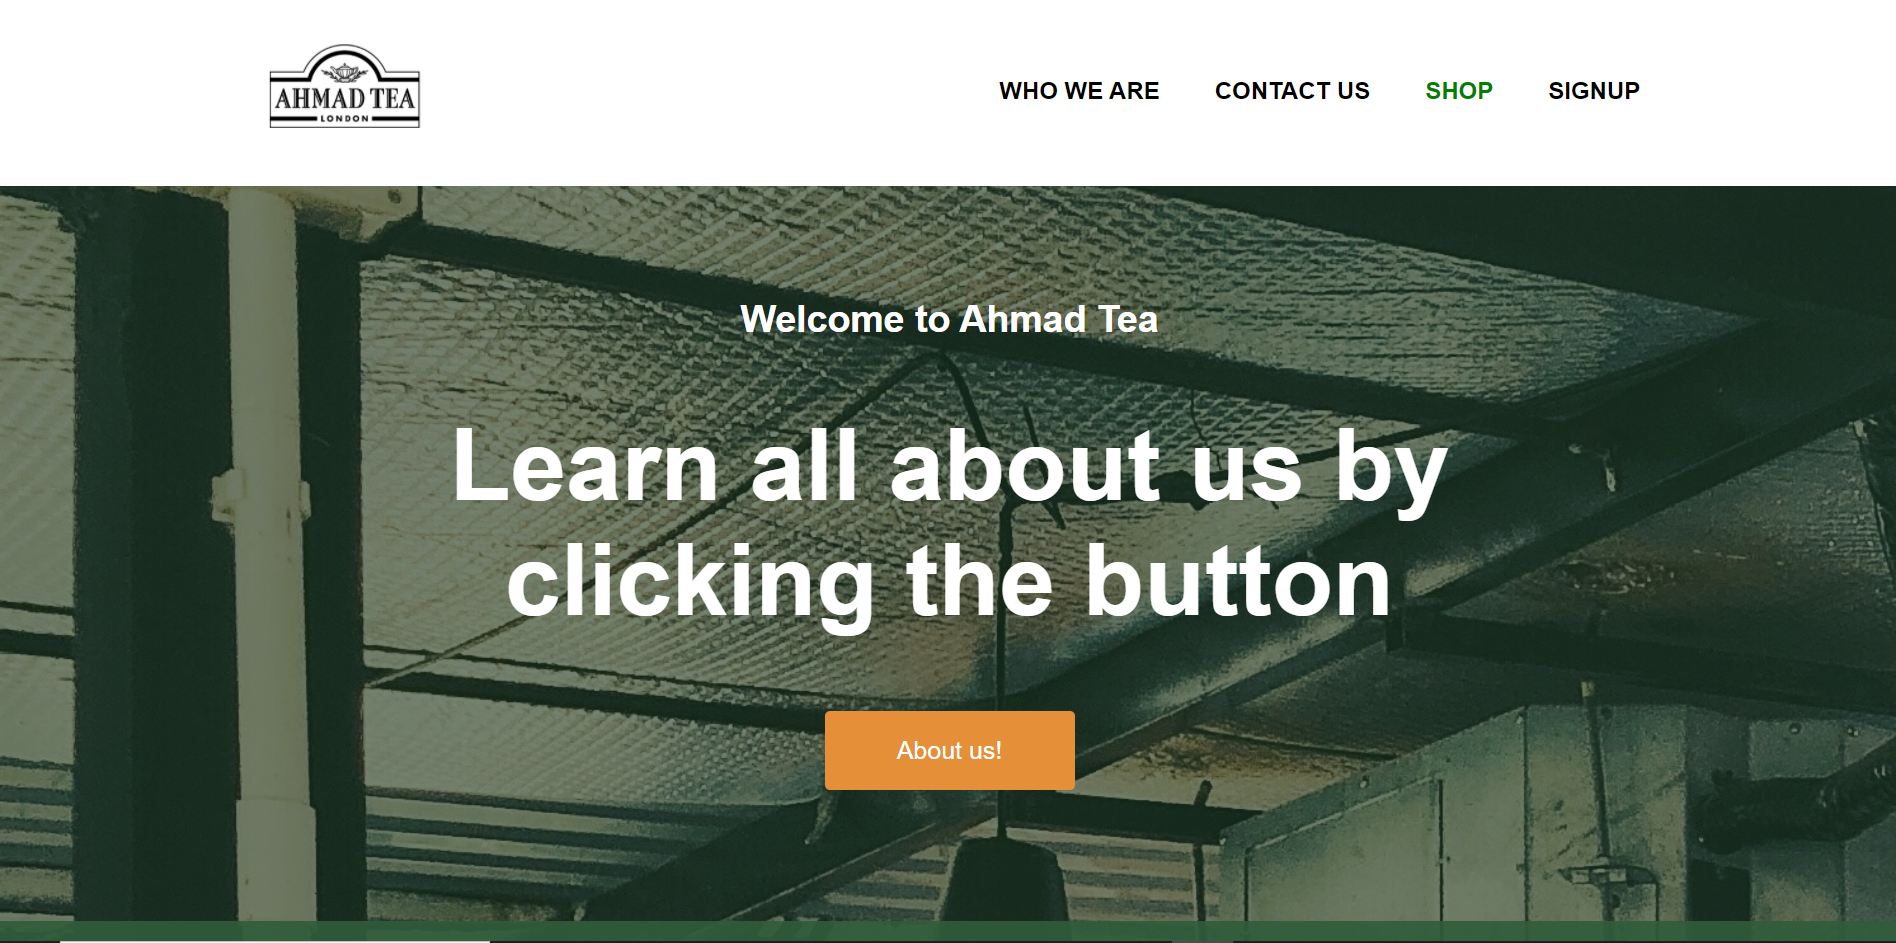 AHMAD TEA
LONDON
WHO WE ARE
CONTACT US
SHOP
SIGNUP
Welcome to Ahmad Tea
Learn all about us by
clicking the button
About us!